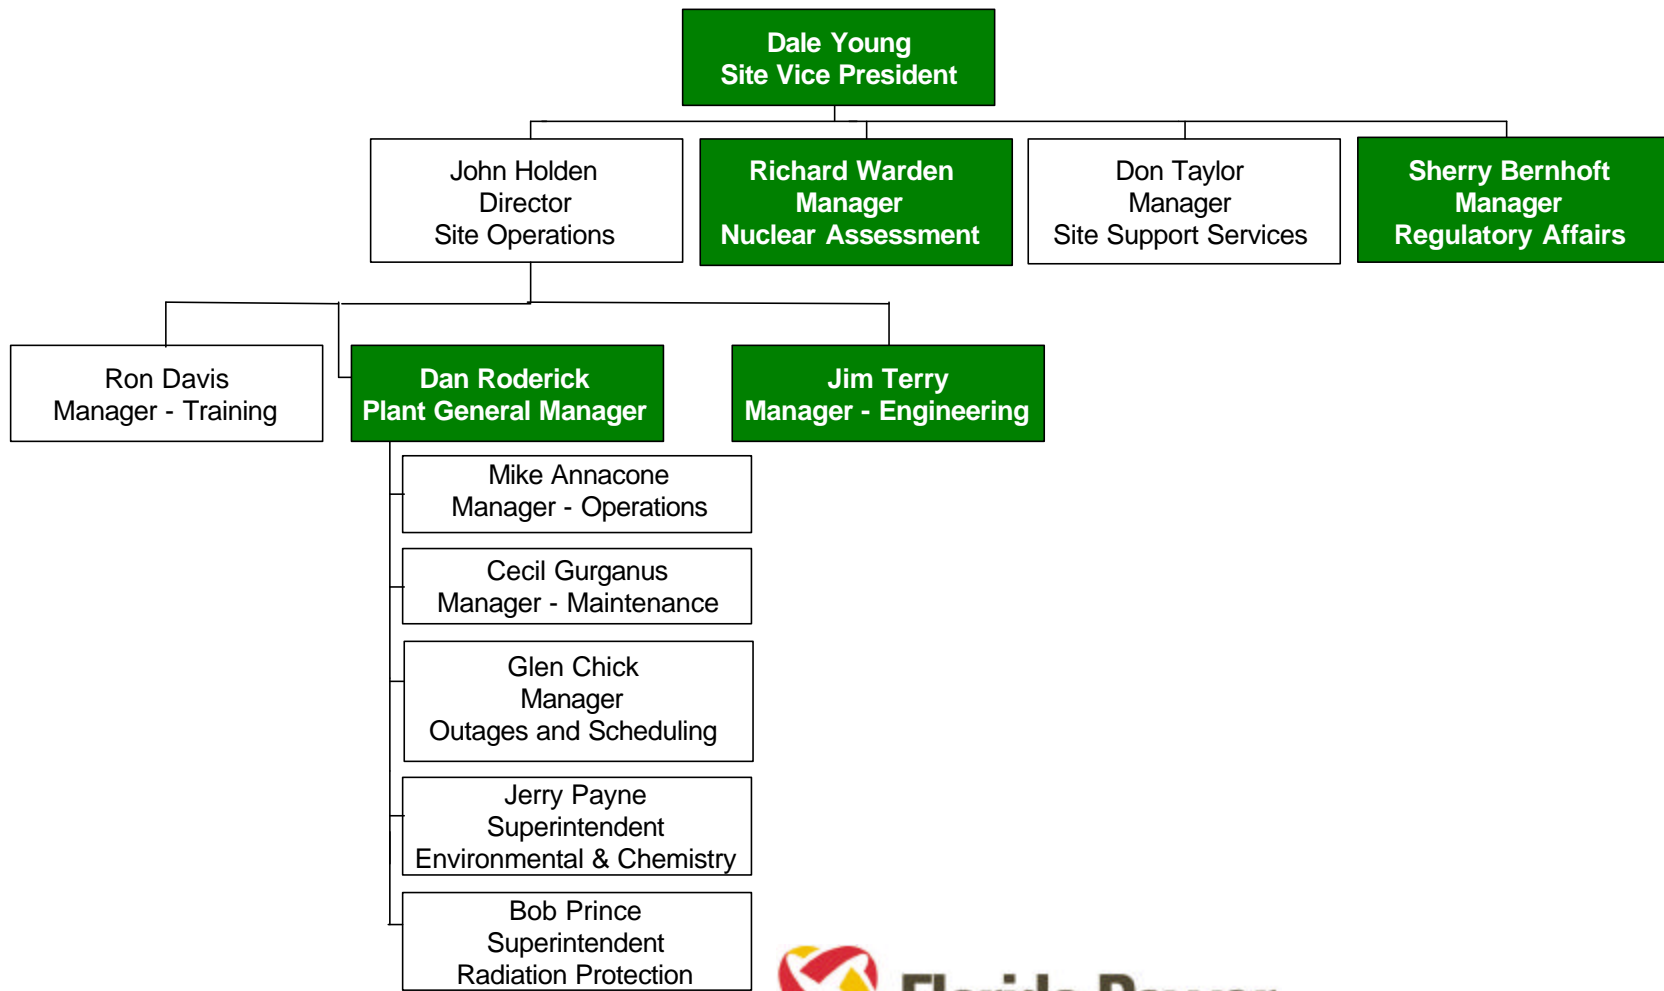 Dale Young
Site Vice President
John Holden
Director
Site Operations
Richard Warden
Manager
Nuclear Assessment
Don Taylor
Manager
Site Support Services
Sherry Bernhoft
Manager
Regulatory Affairs
Ron Davis
Manager - Training
Dan Roderick
Plant General Manager
Jim Terry
Manager - Engineering
Mike Annacone
Manager - Operations
Cecil Gurganus
Manager - Maintenance
Glen Chick
Manager
Outages and Scheduling
Jerry Payne
Superintendent
Environmental & Chemistry
Bob Prince
Superintendent
Radiation Protection
Florida Power